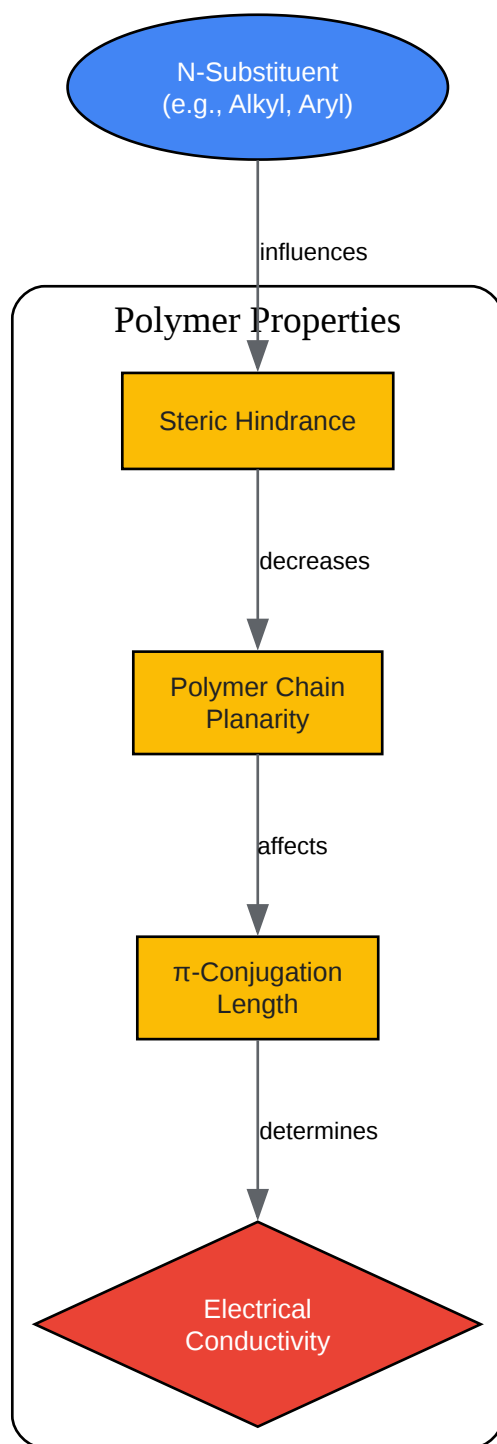 N-Substituent
(e.g., Alkyl, Aryl)
influences
Polymer Properties
Steric Hindrance
decreases
Polymer Chain
Planarity
affects
π-Conjugation
Length
determines
Electrical
Conductivity